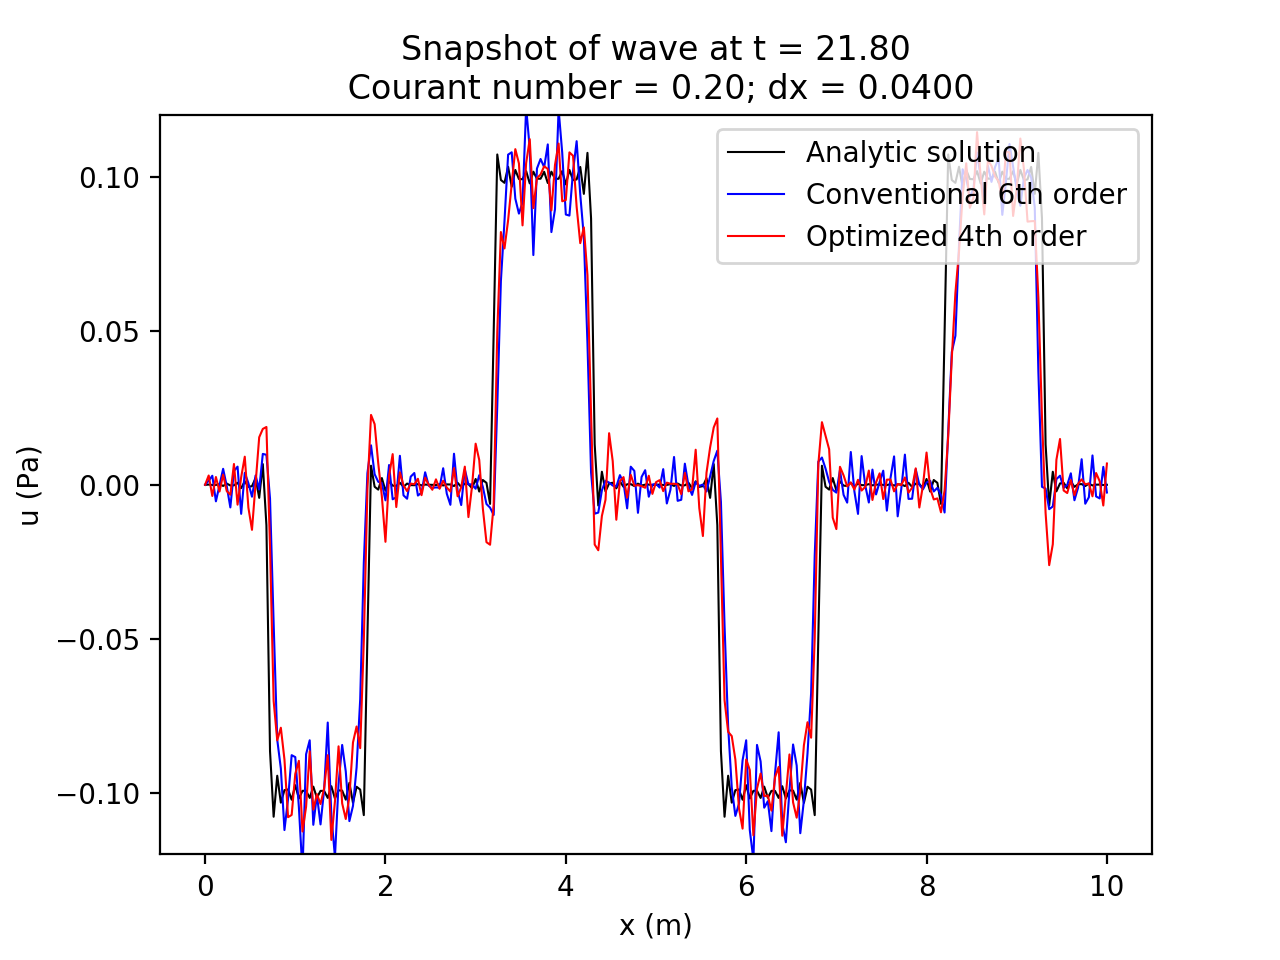 Snapshot of wave at t = 21.80
Courant number = 0.20; dx = 0.0400
Analytic solution
Conventional 6th order
Optimized 4th order
0.10
0.05
0.00
−0.05
−0.10
u (Pa)
0 2 4 6 8 10
x (m)